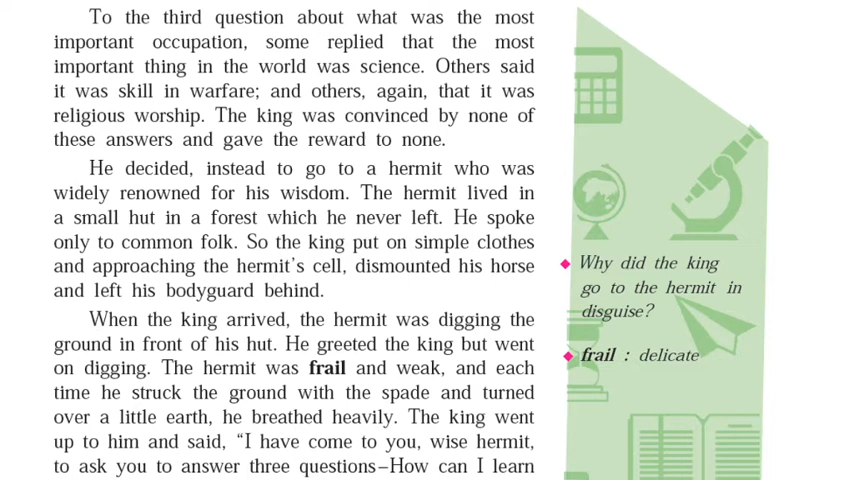 To the third question about what was the most
important occupation, some replied that the most
important thing in the world was science. Others said
it was skill in warfare; and others, again, that it was
religious worship. The king was convinced by none of
these answers and gave the reward to none.
He decided, instead to go to a hermit who was
widely renowned for his wisdom. The hermit lived in
a small hut in a forest which he never left. He spoke
only to common folk. So the king put on simple clothes
and approaching the hermit's cell, dismounted his horse
and left his bodyguard behind.
When the king arrived, the hermit was digging the
ground in front of his hut. He greeted the king but went
on digging. The hermit was frail and weak, and each
time he struck the ground with the spade and turned
over a little earth, he breathed heavily. The king went
up to him and said, “I have come to you, wise hermit,
to ask you to answer three questions–How can I learn
◆ Why did the king
go to the hermit in
disguise?
◆ frail : delicate